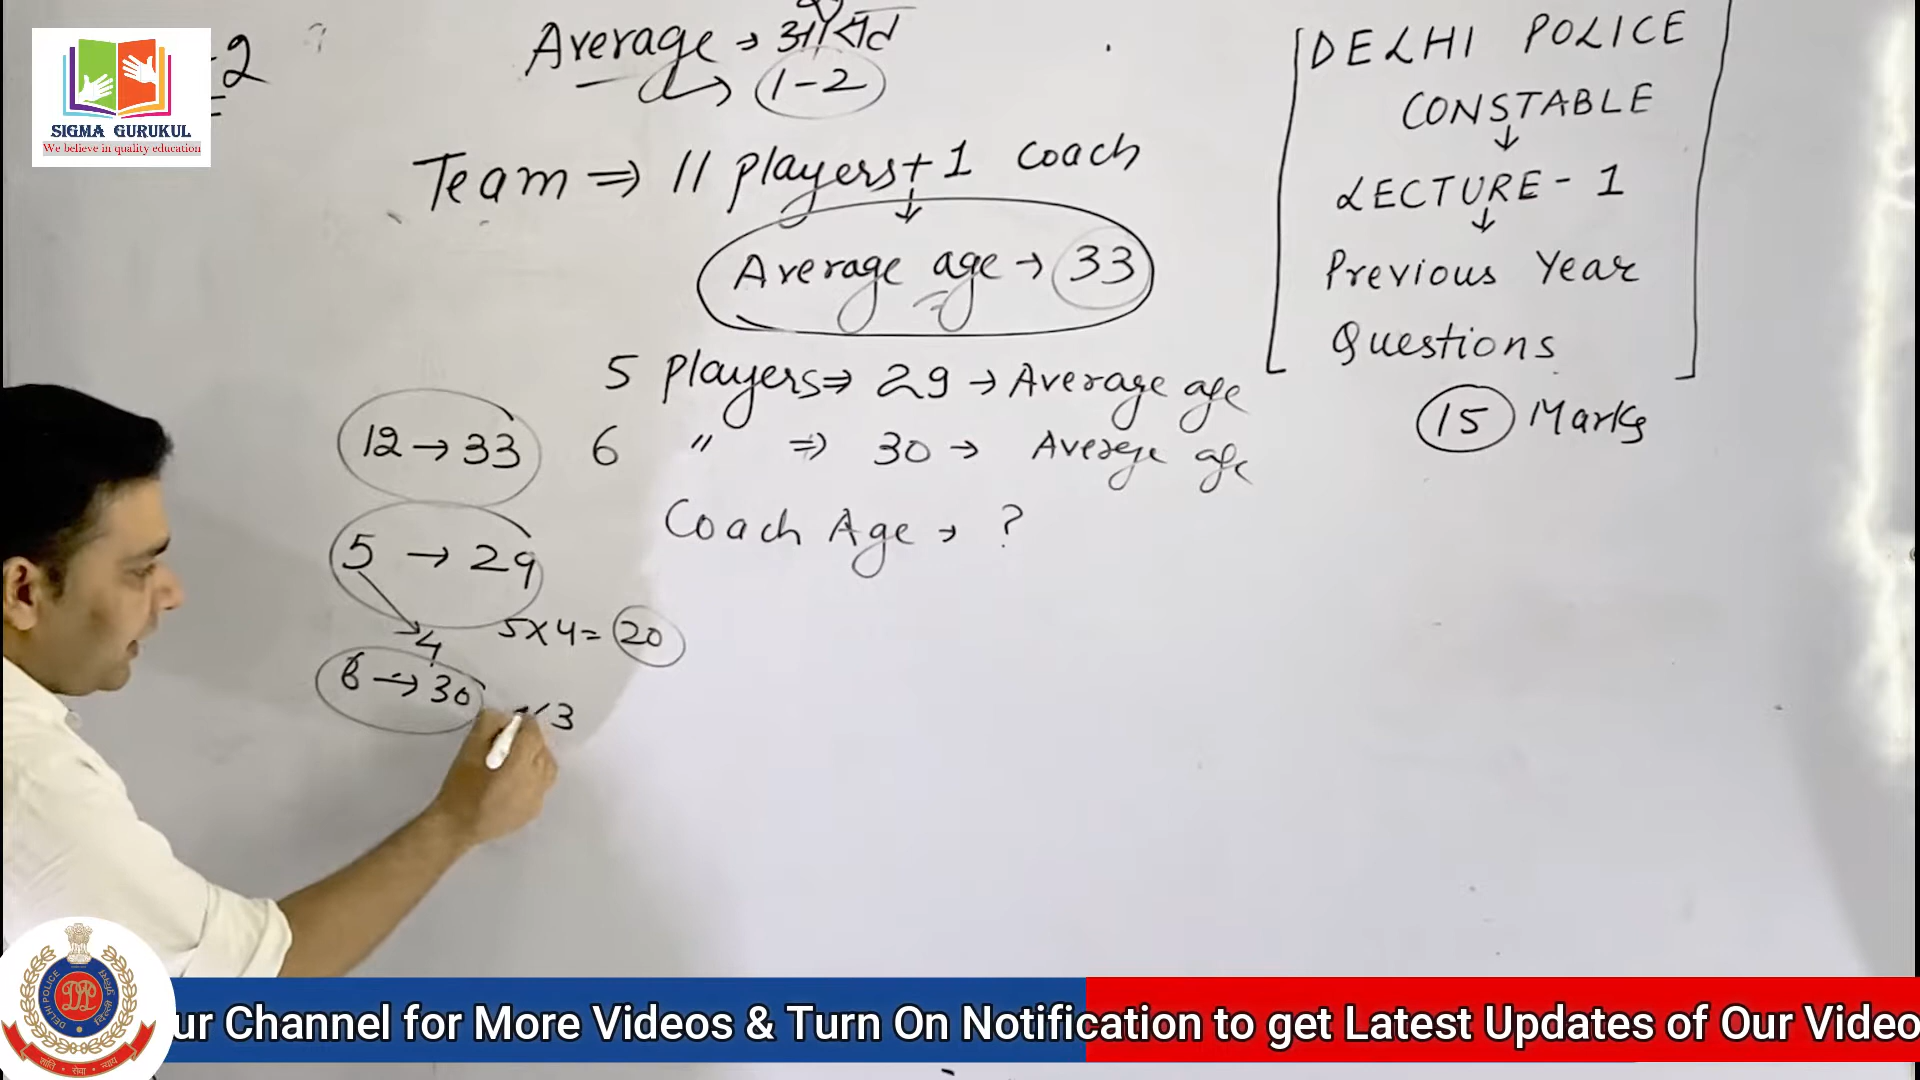 -2
SIGMA GURUKUL
We believe in quality education
Average → औसत
1-2
Team ⇒ 11 players + 1 coach
Average age → 33
5 Players ⇒ 29 → Average age
6 " ⇒ 30 → Average age
Coach Age → ?
12 → 33
5 → 29
4
5×4= 20
6 → 30
×3
DELHI POLICE
CONSTABLE
↓
LECTURE - 1
↓
Previous Year
Questions
15 Marks
ur Channel for More Videos & Turn On Notification to get Latest Updates of Our Video